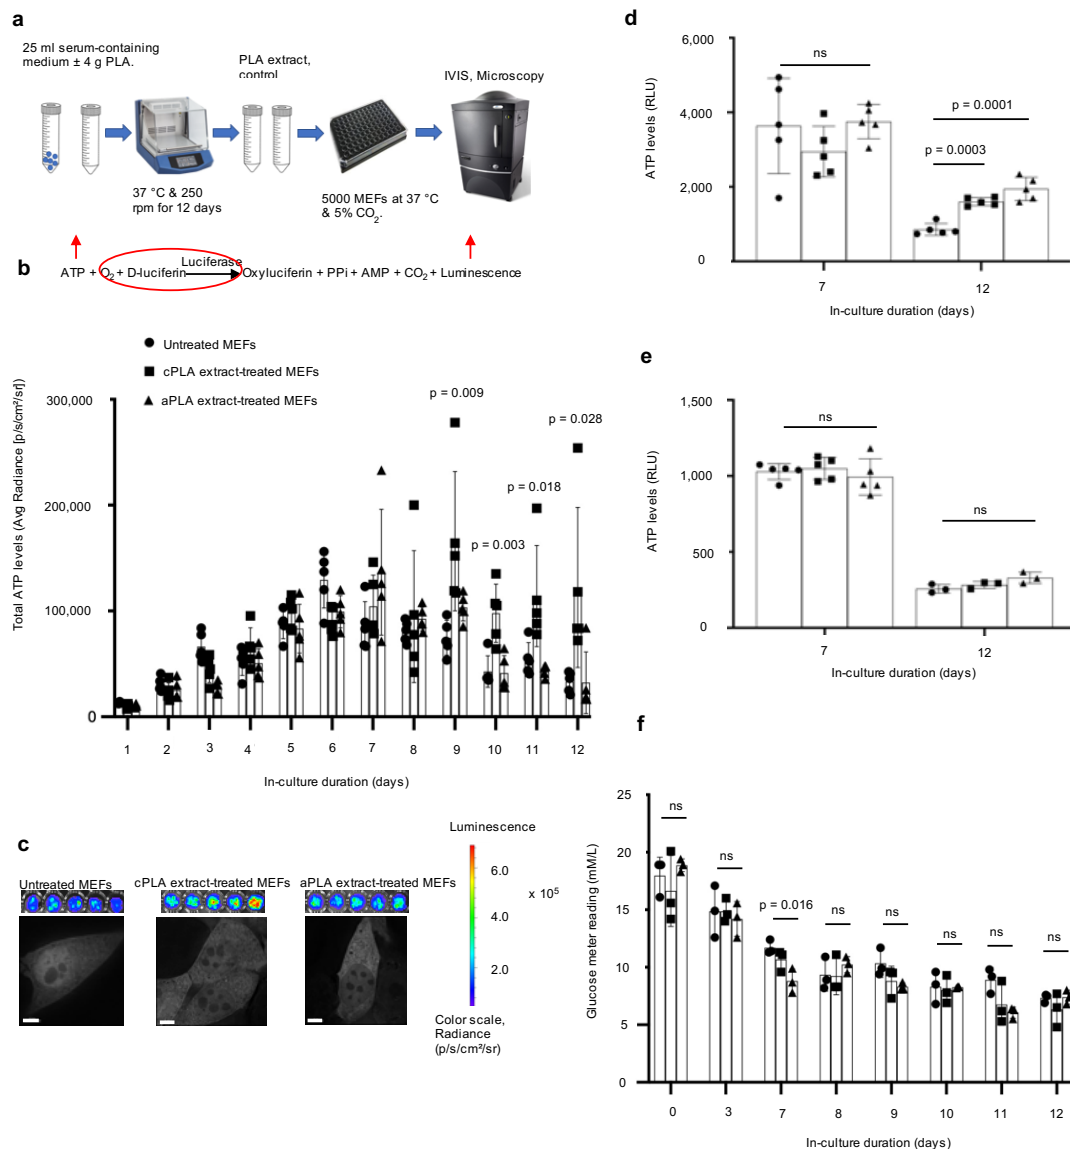 a
25 ml serum-containing
medium ± 4 g PLA.
PLA extract,
control
IVIS, Microscopy
37 °C & 250
rpm for 12 days
5000 MEFs at 37 °C
& 5% CO2.
b
Luciferase
ATP + O2 + D-luciferin Oxyluciferin + PPi + AMP + CO2 + Luminescence
Untreated MEFs
cPLA extract-treated MEFs
aPLA extract-treated MEFs
Total ATP levels (Avg Radiance [p/s/cm²/sr])
300,000
200,000
100,000
0
p = 0.009
p = 0.028
p = 0.018
p = 0.003
1 2 3 4 5 6 7 8 9 10 11 12
In-culture duration (days)
c
Untreated MEFs
cPLA extract-treated MEFs
aPLA extract-treated MEFs
Luminescence
6.0
x 10⁵
4.0
2.0
Color scale,
Radiance
(p/s/cm²/sr)
d
ATP levels (RLU)
6,000
4,000
2,000
0
ns
p = 0.0001
p = 0.0003
7 12
In-culture duration (days)
e
ATP levels (RLU)
1,500
1,000
500
0
ns
ns
7 12
In-culture duration (days)
f
Glucose meter reading (mM/L)
25
20
15
10
5
0
ns
ns
p = 0.016
ns
ns
ns
ns
ns
0 3 7 8 9 10 11 12
In-culture duration (days)